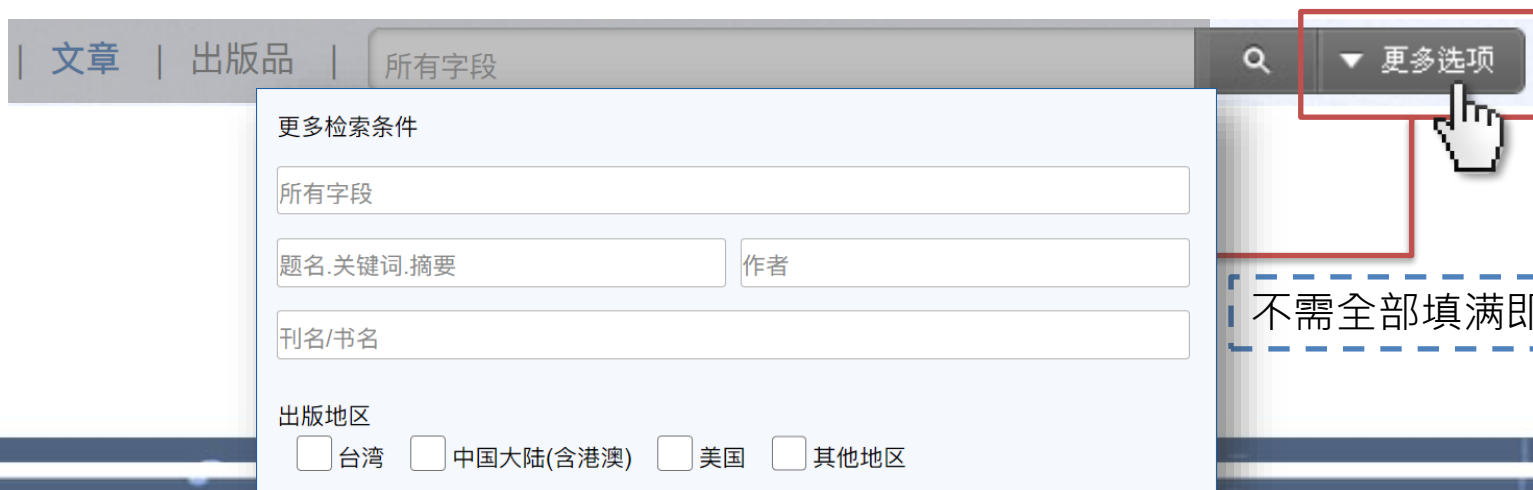 | 文章 | 出版品 | 所有字段 更多选项
更多检索条件
所有字段
题名.关键词.摘要 作者
刊名/书名
不需全部填满
出版地区
台湾 中国大陆(含港澳) 美国 其他地区